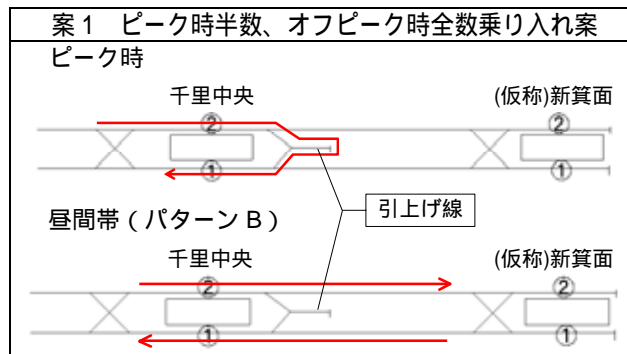 案1 ピーク時半数、オフピーク時全数乗り入れ案
ピーク時
千里中央 (仮称)新箕面
② ②
① ①
引上げ線
昼間帯(パターンB)
千里中央 (仮称)新箕面
② ②
① ①